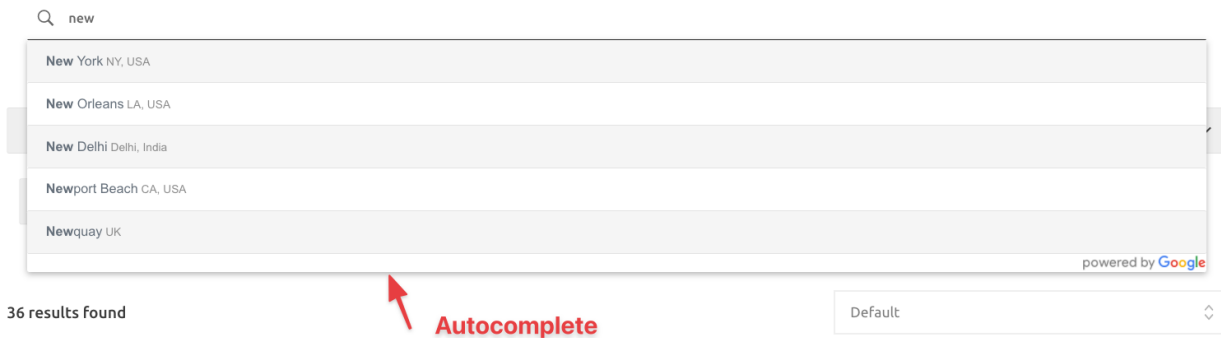 new
New York NY, USA
New Orleans LA, USA
New Delhi Delhi, India
Newport Beach CA, USA
Newquay UK
powered by Google
36 results found
Default
Autocomplete